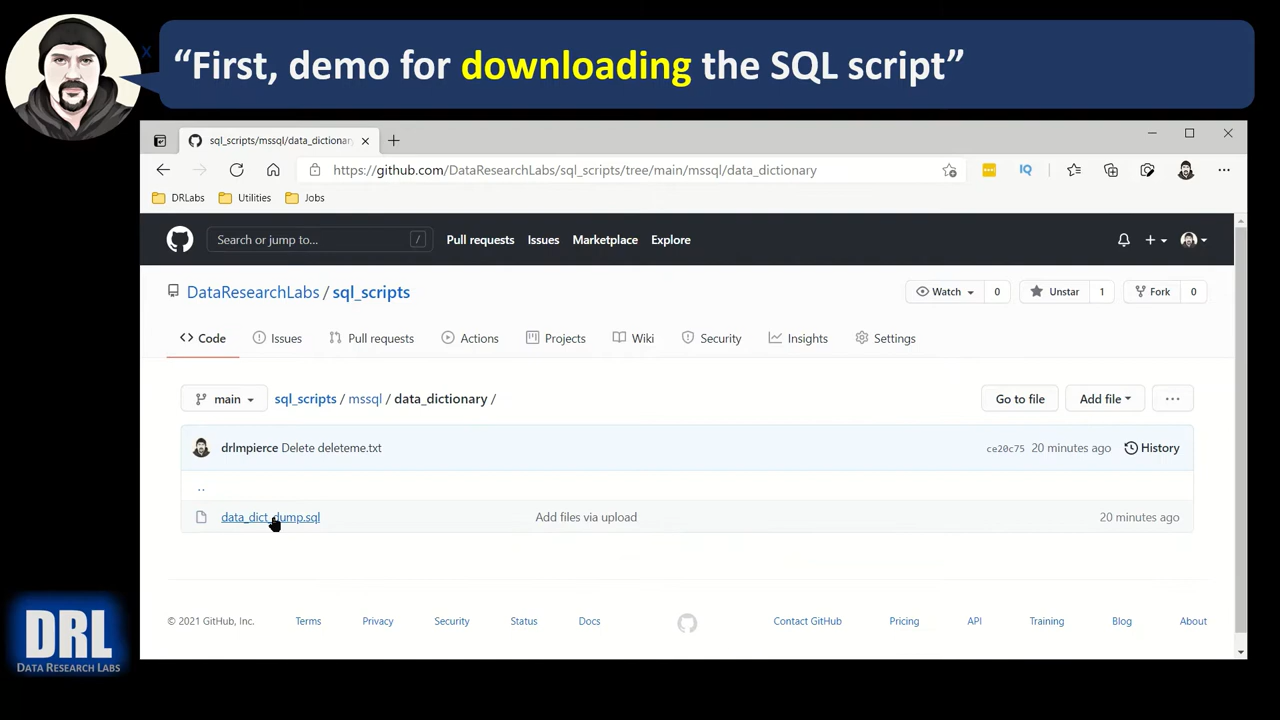 “First, demo for downloading the SQL script”
X
sql_scripts/mssql/data_dictionary
https://github.com/DataResearchLabs/sql_scripts/tree/main/mssql/data_dictionary
IQ
DRLabs Utilities Jobs
Search or jump to... / Pull requests Issues Marketplace Explore
DataResearchLabs / sql_scripts Watch 0 Unstar 1 Fork 0
Code Issues Pull requests Actions Projects Wiki Security Insights Settings
main sql_scripts / mssql / data_dictionary / Go to file Add file ...
drlmpierce Delete deleteme.txt ce20c75 20 minutes ago History
..
data_dict_dump.sql Add files via upload 20 minutes ago
© 2021 GitHub, Inc. Terms Privacy Security Status Docs Contact GitHub Pricing API Training Blog About
DRL
DATA RESEARCH LABS